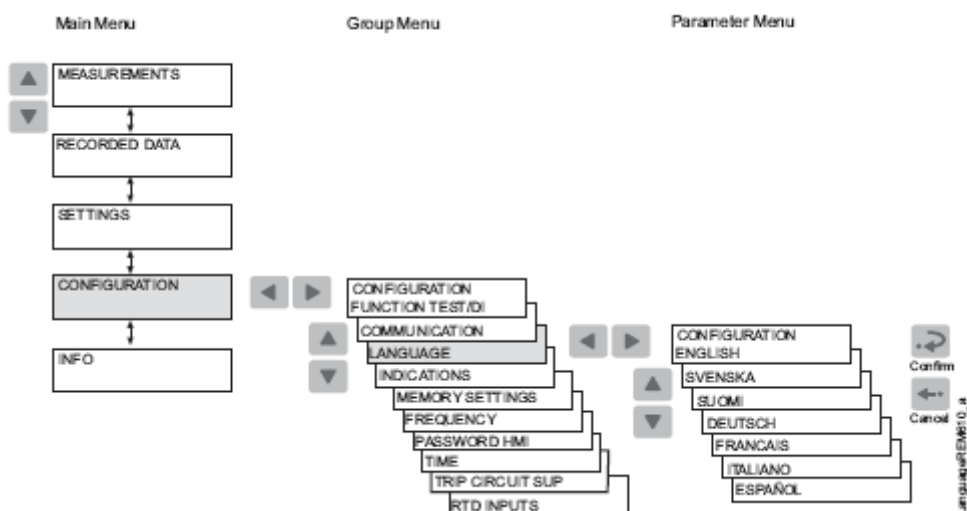 Main Menu
Group Menu
Parameter Menu
MEASUREMENTS
RECORDED DATA
SETTINGS
CONFIGURATION
INFO
CONFIGURATION
FUNCTION TEST/DI
COMMUNICATION
LANGUAGE
INDICATIONS
MEMORY SETTINGS
FREQUENCY
PASSWORD HMI
TIME
TRIP CIRCUIT SUP
RTD INPUTS
CONFIGURATION
ENGLISH
SVENSKA
SUOMI
DEUTSCH
FRANCAIS
ITALIANO
ESPAÑOL
Confirm
Cancel